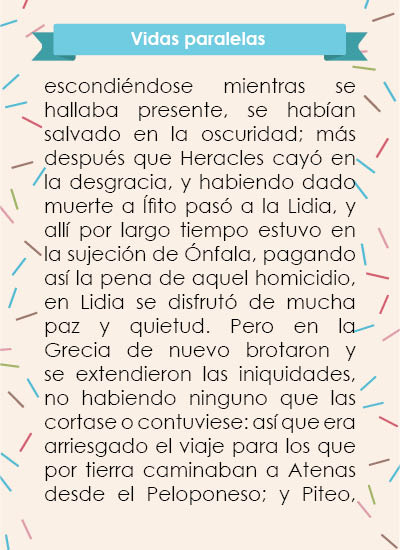 Vidas paralelas
escondiéndose mientras se
hallaba presente, se habían
salvado en la oscuridad; más
después que Heracles cayó en
la desgracia, y habiendo dado
muerte a Ífito pasó a la Lidia, y
allí por largo tiempo estuvo en
la sujeción de Ónfala, pagando
así la pena de aquel homicidio,
en Lidia se disfrutó de mucha
paz y quietud. Pero en la
Grecia de nuevo brotaron y
se extendieron las iniquidades,
no habiendo ninguno que las
cortase o contuviese: así que era
arriesgado el viaje para los que
por tierra caminaban a Atenas
desde el Peloponeso; y Piteo,